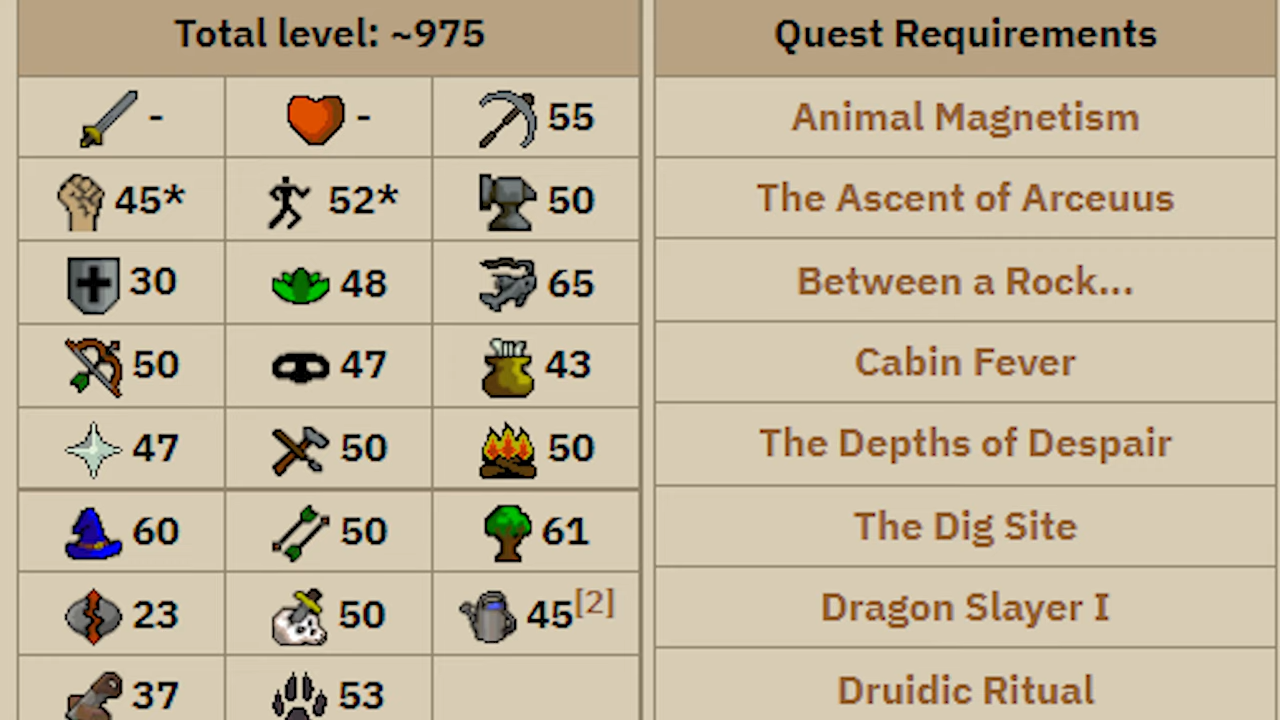 Total level: ~975
Quest Requirements
- - 55
Animal Magnetism
45* 52* 50
The Ascent of Arceuus
30 48 65
Between a Rock...
50 47 43
Cabin Fever
47 50 50
The Depths of Despair
60 50 61
The Dig Site
23 50 45[2]
Dragon Slayer I
37 53
Druidic Ritual